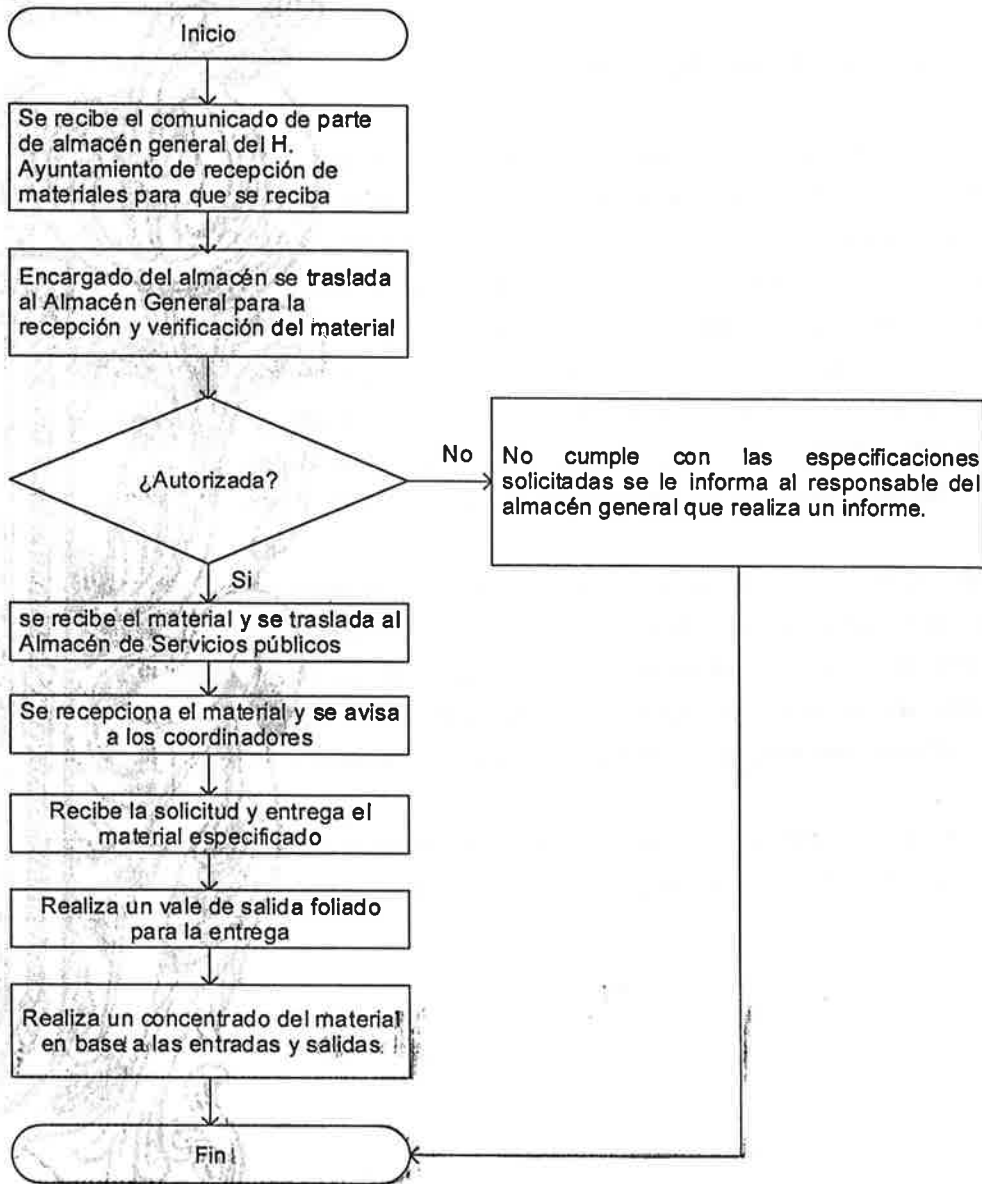 Inicio
Se recibe el comunicado de parte
de almacén general del H.
Ayuntamiento de recepción de
materiales para que se reciba
Encargado del almacén se traslada
al Almacén General para la
recepción y verificación del material
¿Autorizada?
No
No cumple con las especificaciones
solicitadas se le informa al responsable del
almacén general que realiza un informe.
Si
se recibe el material y se traslada al
Almacén de Servicios públicos
Se recepciona el material y se avisa
a los coordinadores
Recibe la solicitud y entrega el
material especificado
Realiza un vale de salida foliado
para la entrega
Realiza un concentrado del material
en base a las entradas y salidas.
Fin